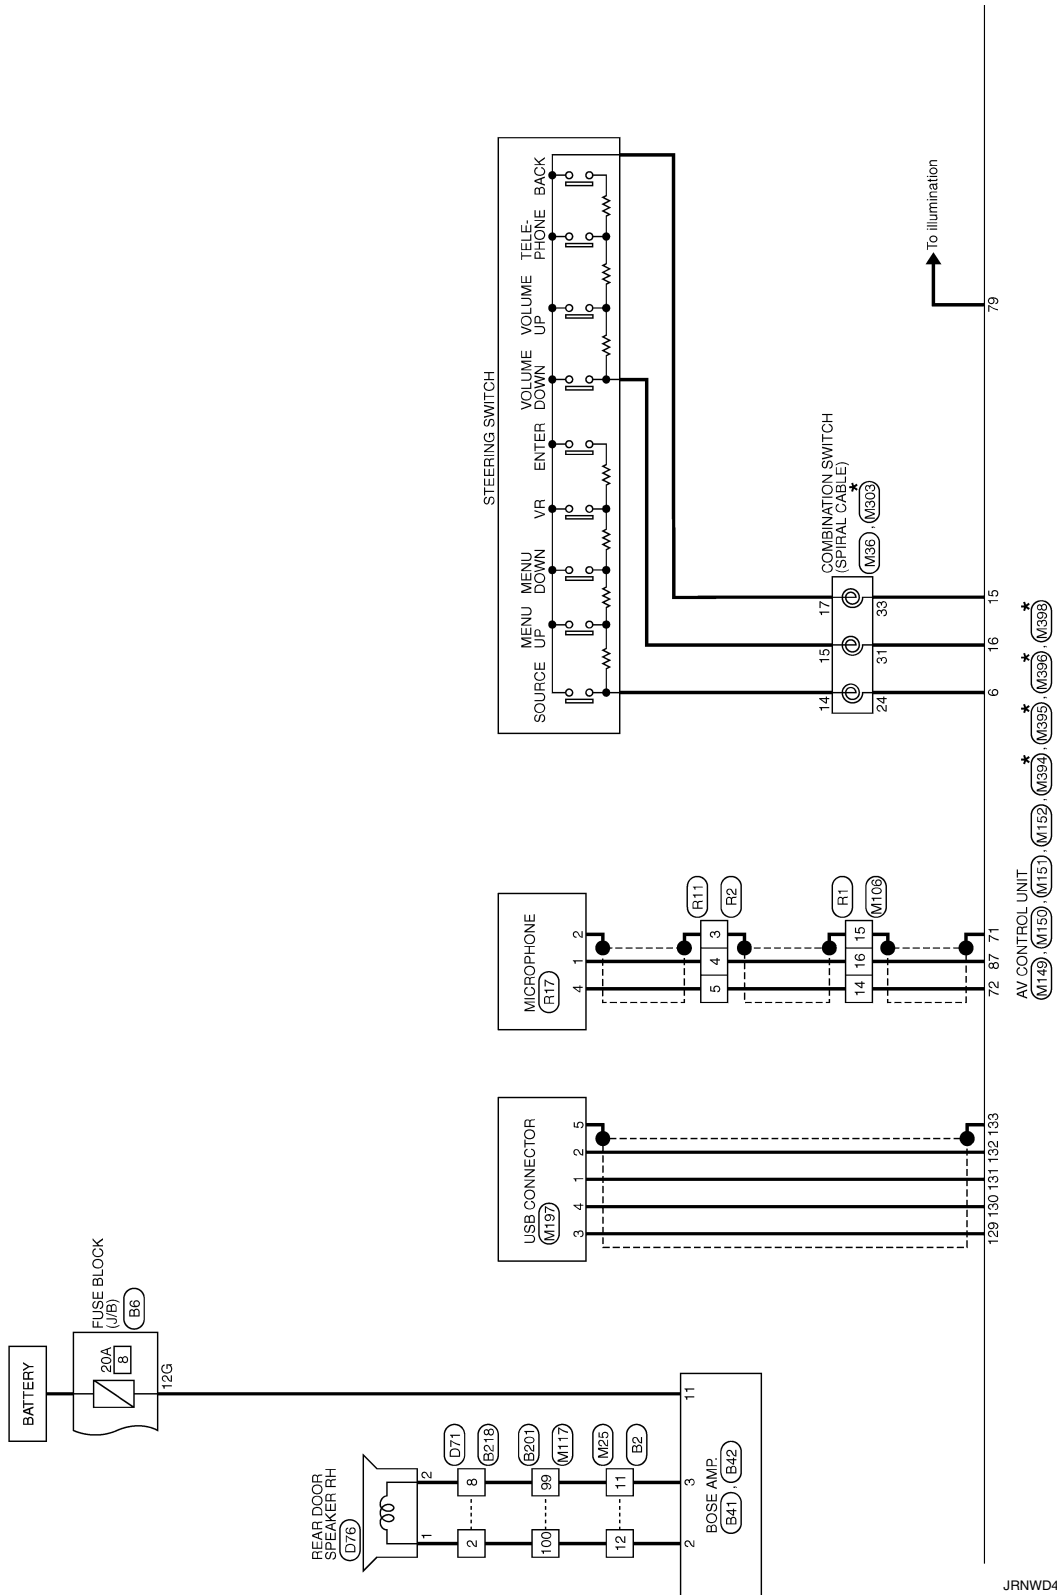 BATTERY
FUSE BLOCK
(J/B)
B6
20A
8
12G
REAR DOOR
SPEAKER RH
D76
1
2
2
8
D71
B218
100
99
B201
M117
12
11
M25
B2
2
3
11
BOSE AMP.
B41 , B42
USB CONNECTOR
M197
3
4
1
2
5
129
130
131
132
133
MICROPHONE
R17
4
1
2
5
4
3
R11
R2
14
16
15
R1
M106
72
87
71
STEERING SWITCH
SOURCE
MENU
UP
MENU
DOWN
VR
ENTER
VOLUME
DOWN
VOLUME
UP
TELE-
PHONE
BACK
COMBINATION SWITCH
(SPIRAL CABLE)
M36 , M303 *
14
15
17
24
31
33
6
16
15
To illumination
79
AV CONTROL UNIT
M149 , M150 , M151 , M152 , M394 * , M395 * , M396 * , M398 *
JRNWD4